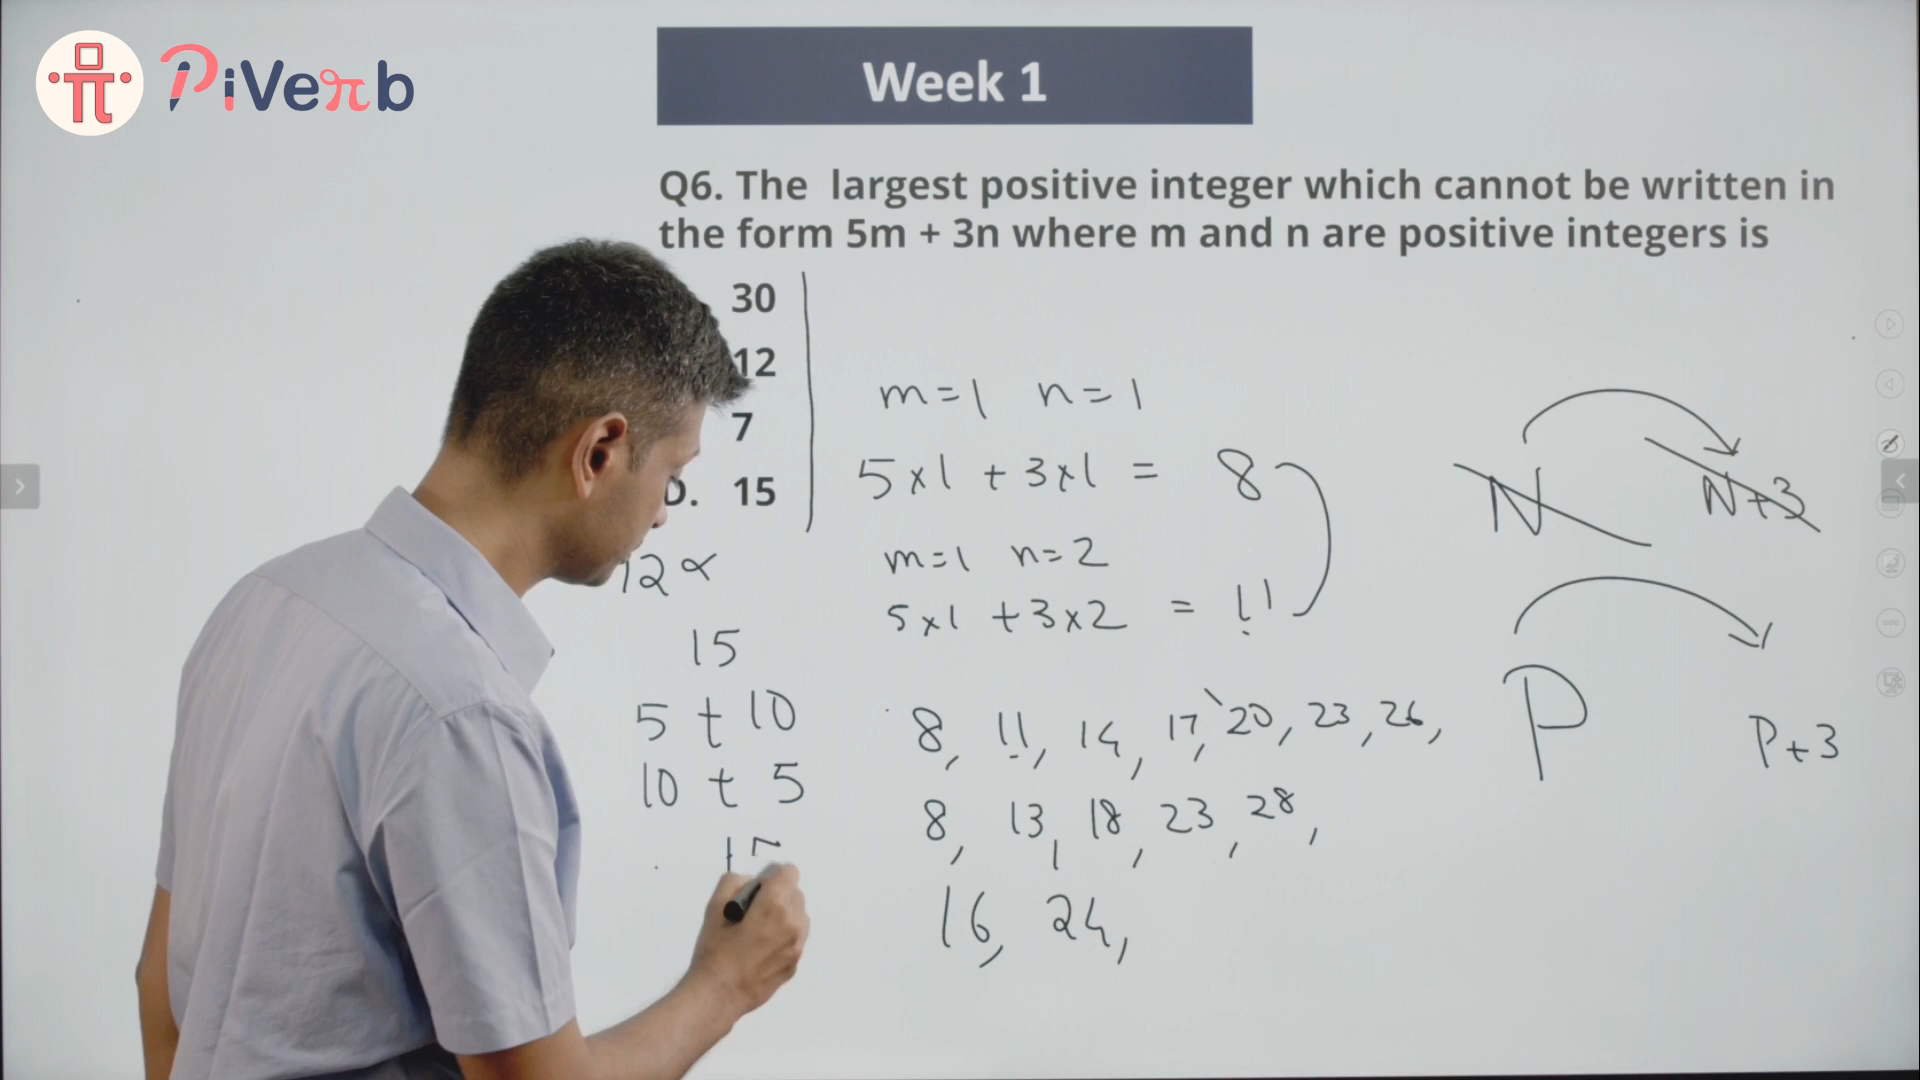 PiVeπb
Week 1
Q6. The largest positive integer which cannot be written in
the form 5m + 3n where m and n are positive integers is
30
12
7
D. 15
m=1 n=1
5×1 + 3×1 = 8
m=1 n=2
5×1 +3×2 = 11
N N+3
P P+3
12 ×
15
5 + 10
10 + 5
15
8, 11, 14, 17, 20, 23, 26,
8, 13, 18, 23, 28,
16, 24,